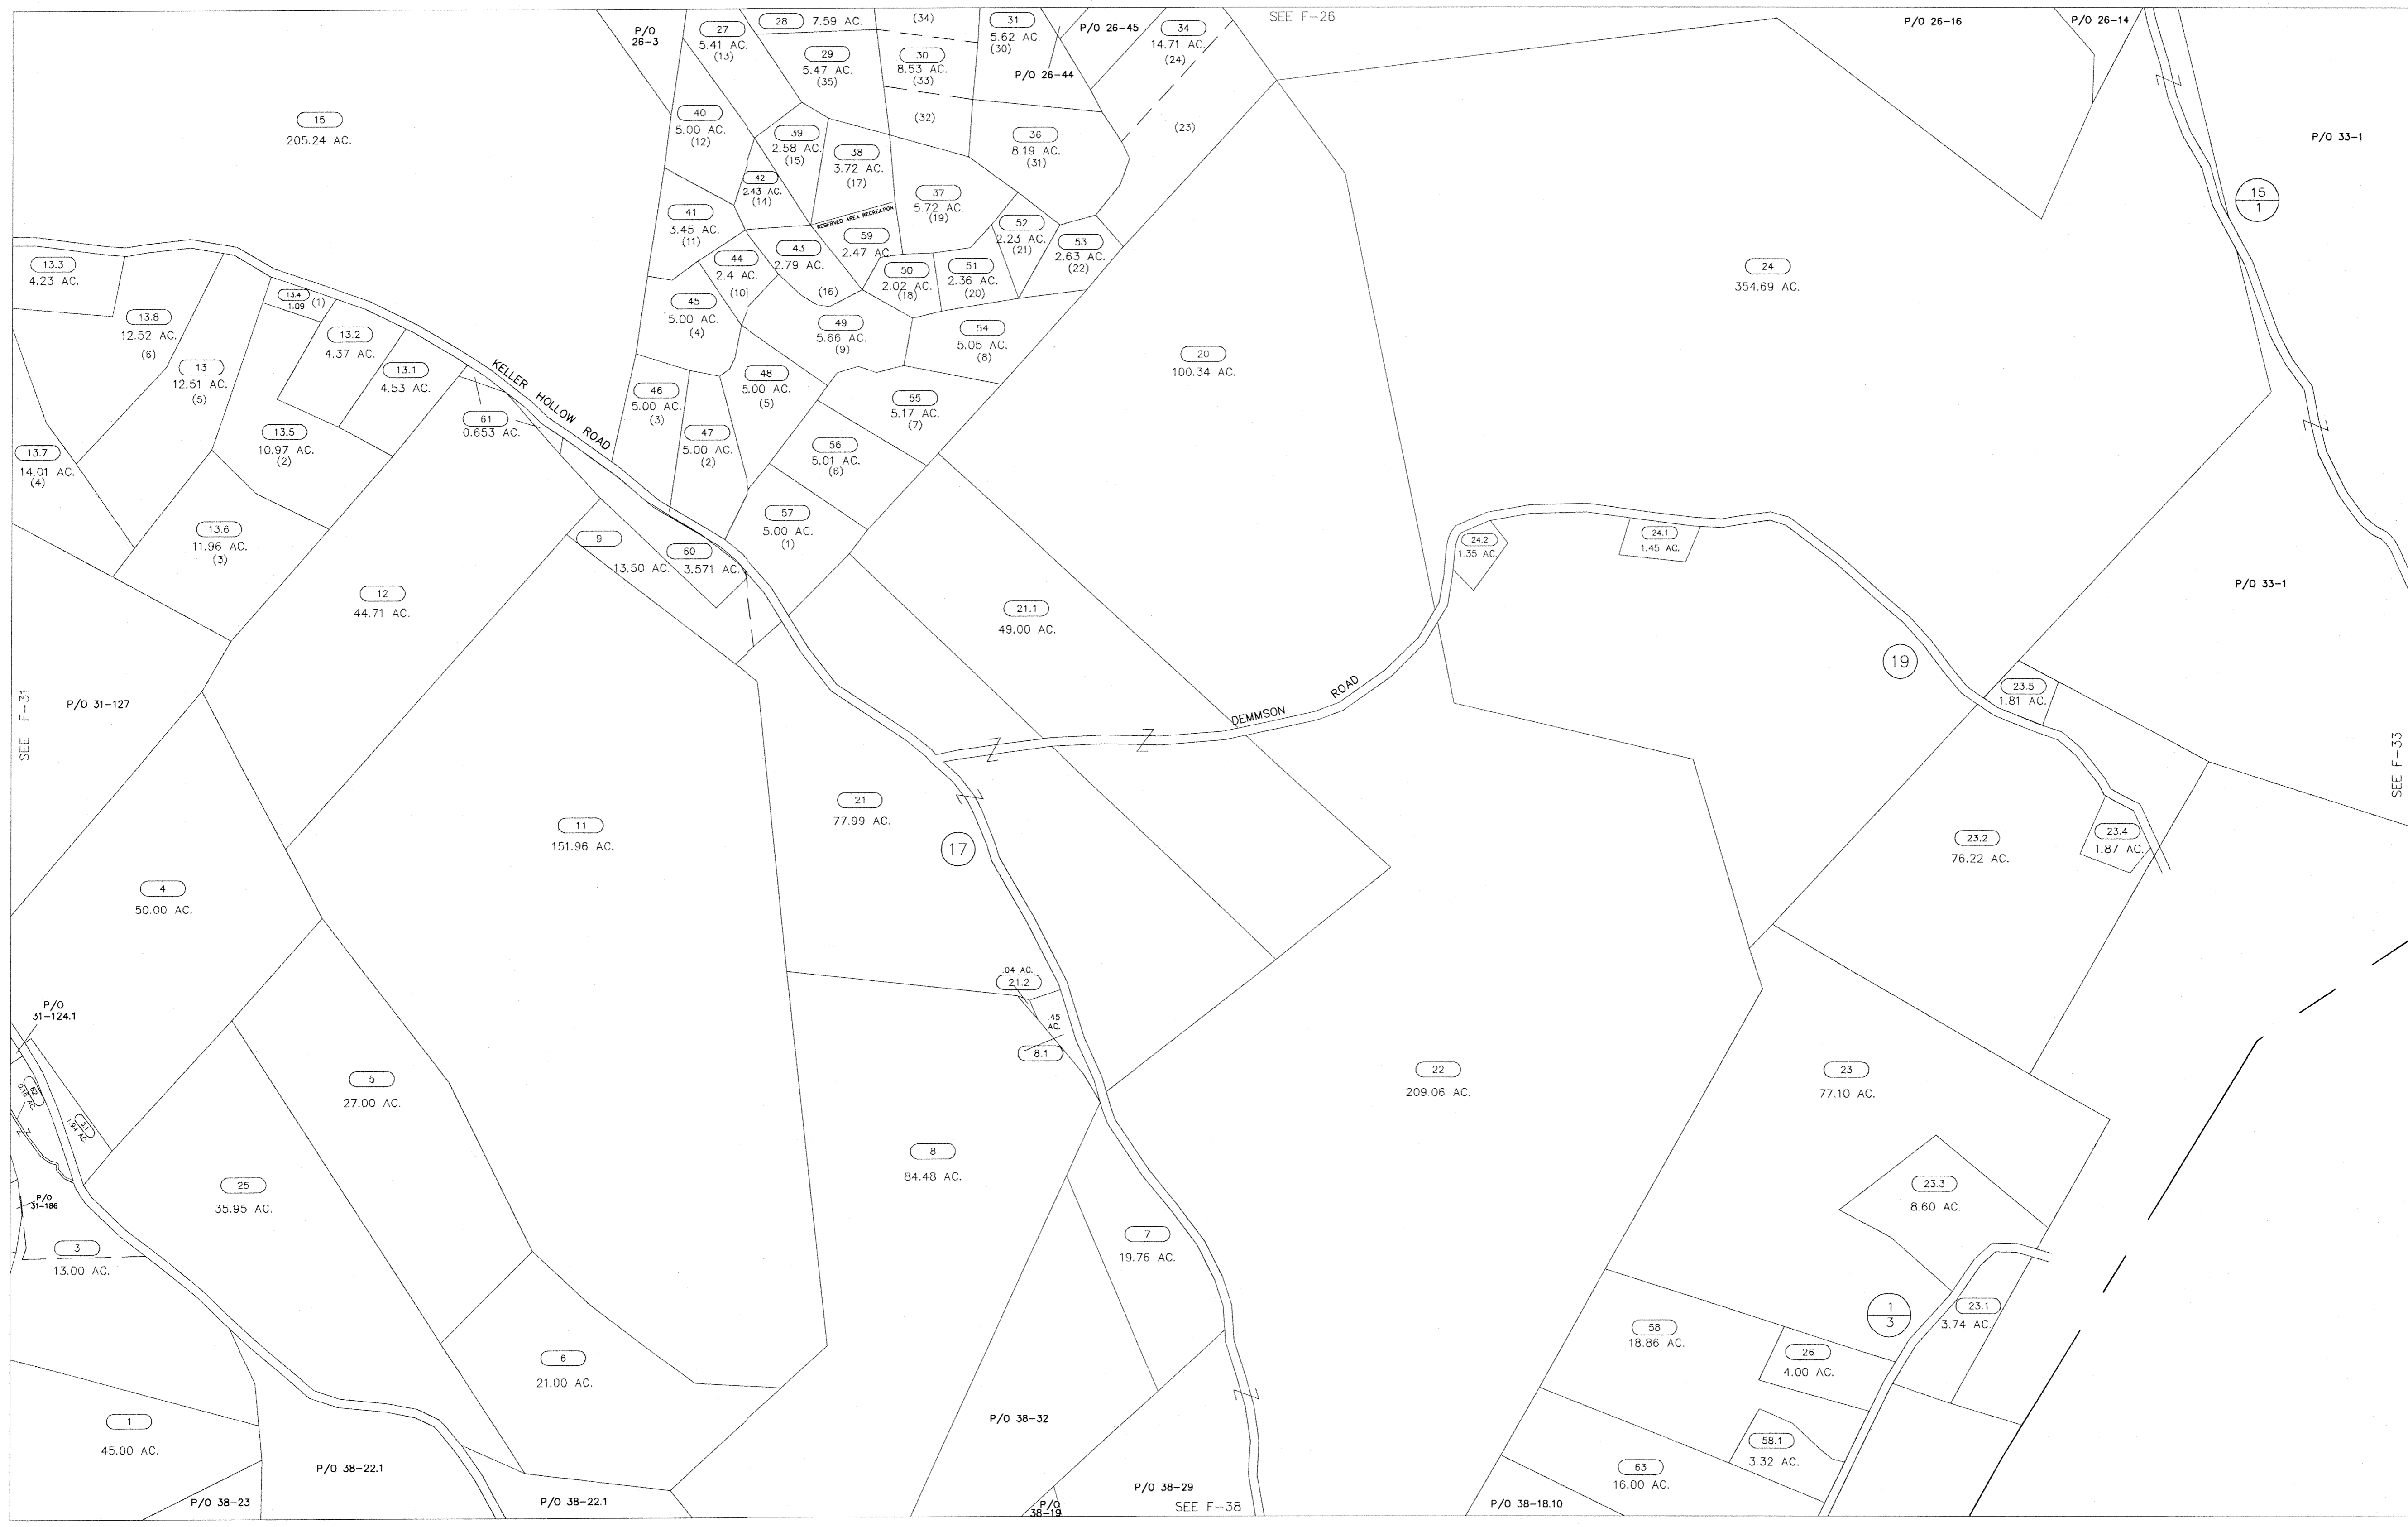 SEE F-26
P/O
26-3
27
5.41 AC.
(13)
28 7.59 AC.
(34)
31
5.62 AC.
(30)
P/O 26-45
34
14.71 AC.
(24)
P/O 26-16
P/O 26-14
29
5.47 AC.
(35)
30
8.53 AC.
(33)
P/O 26-44
15
205.24 AC.
40
5.00 AC.
(12)
39
2.58 AC.
(15)
38
3.72 AC.
(17)
(32)
36
8.19 AC.
(31)
(23)
P/O 33-1
42
2.43 AC.
(14)
37
5.72 AC.
(19)
15
1
41
3.45 AC.
(11)
RESERVED AREA RECREATION
59
2.47 AC.
52
2.23 AC.
(21)
53
2.63 AC.
(22)
43
2.79 AC.
(16)
44
2.4 AC.
(10)
50
2.02 AC.
(18)
51
2.36 AC.
(20)
24
354.69 AC.
13.3
4.23 AC.
13.4 (1)
1.09
13.8
12.52 AC.
(6)
13.2
4.37 AC.
45
5.00 AC.
(4)
49
5.66 AC.
(9)
54
5.05 AC.
(8)
20
100.34 AC.
13
12.51 AC.
(5)
13.1
4.53 AC.
KELLER HOLLOW ROAD
46
5.00 AC.
(3)
48
5.00 AC.
(5)
55
5.17 AC.
(7)
61
0.653 AC.
13.5
10.97 AC.
(2)
47
5.00 AC.
(2)
56
5.01 AC.
(6)
13.7
14.01 AC.
(4)
57
5.00 AC.
(1)
13.6
11.96 AC.
(3)
9
13.50 AC.
60
3.571 AC.
24.2
1.35 AC.
24.1
1.45 AC.
12
44.71 AC.
21.1
49.00 AC.
P/O 33-1
19
23.5
1.81 AC.
SEE F-31
P/O 31-127
DEMMSON ROAD
SEE F-33
21
77.99 AC.
11
151.96 AC.
17
23.2
76.22 AC.
23.4
1.87 AC.
4
50.00 AC.
.04 AC.
21.2
.45
AC.
8.1
P/O
31-124.1
62
0.18 AC.
3.1
1.94 AC.
5
27.00 AC.
22
209.06 AC.
23
77.10 AC.
8
84.48 AC.
25
35.95 AC.
P/O
31-186
23.3
8.60 AC.
3
13.00 AC.
7
19.76 AC.
1
3
23.1
3.74 AC.
58
18.86 AC.
26
4.00 AC.
6
21.00 AC.
1
45.00 AC.
P/O 38-32
58.1
3.32 AC.
P/O 38-22.1
63
16.00 AC.
P/O 38-23
P/O 38-22.1
P/O
38-19
P/O 38-29
SEE F-38
P/O 38-18.10